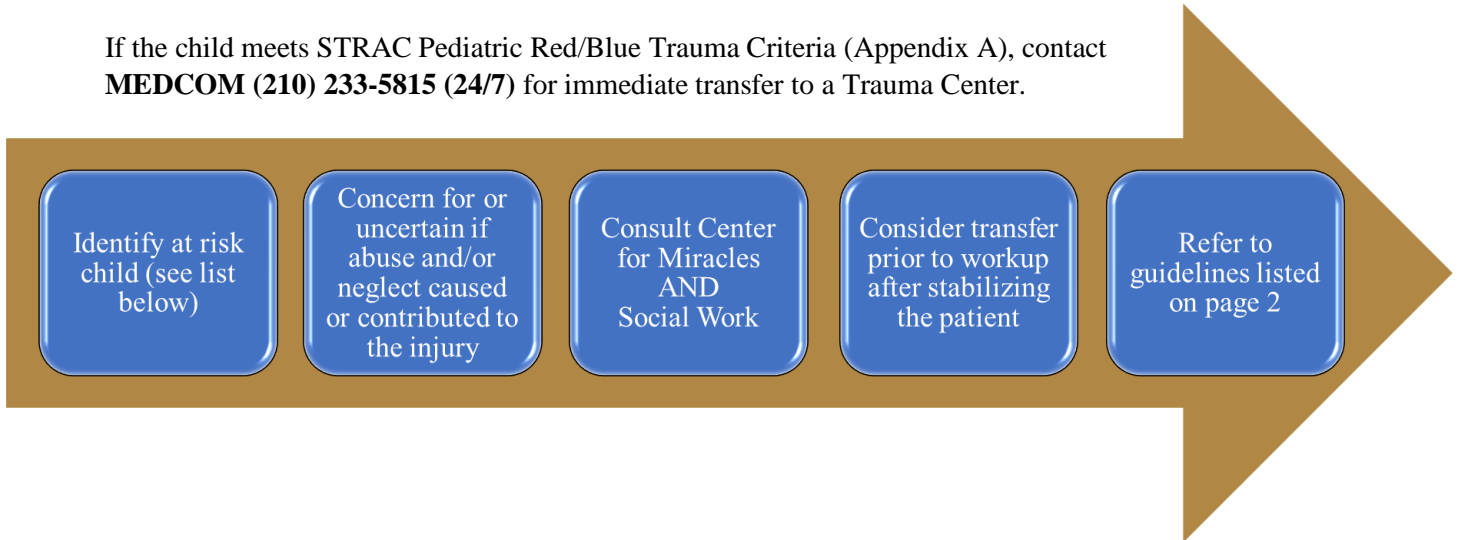 If the child meets STRAC Pediatric Red/Blue Trauma Criteria (Appendix A), contact
MEDCOM (210) 233-5815 (24/7) for immediate transfer to a Trauma Center.
Identify at risk
child (see list
below)
Concern for or
uncertain if
abuse and/or
neglect caused
or contributed to
the injury
Consult Center
for Miracles
AND
Social Work
Consider transfer
prior to workup
after stabilizing
the patient
Refer to
guidelines listed
on page 2